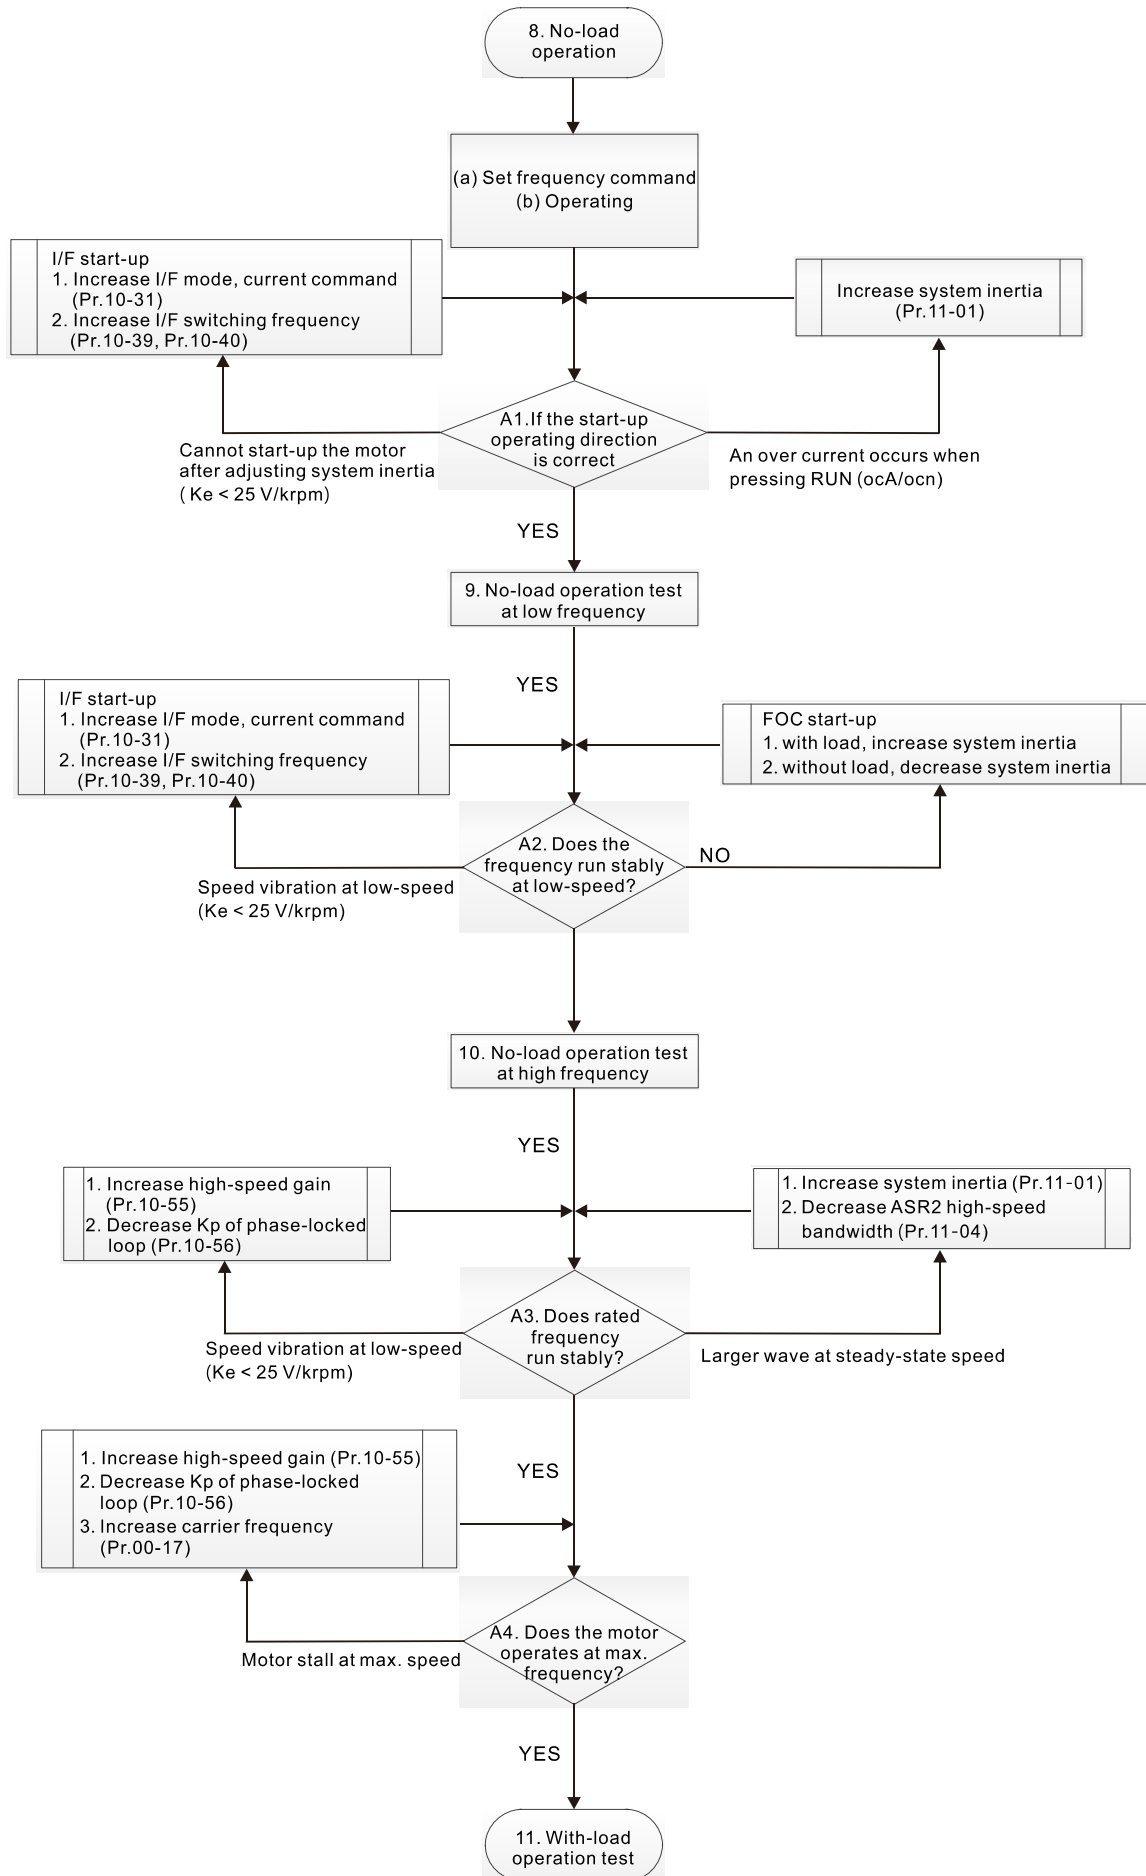 8. No-load
operation
(a) Set frequency command
(b) Operating
I/F start-up
1. Increase I/F mode, current command
(Pr.10-31)
2. Increase I/F switching frequency
(Pr.10-39, Pr.10-40)
Increase system inertia
(Pr.11-01)
A1.If the start-up
operating direction
is correct
Cannot start-up the motor
after adjusting system inertia
( Ke < 25 V/krpm)
An over current occurs when
pressing RUN (ocA/ocn)
YES
9. No-load operation test
at low frequency
YES
I/F start-up
1. Increase I/F mode, current command
(Pr.10-31)
2. Increase I/F switching frequency
(Pr.10-39, Pr.10-40)
FOC start-up
1. with load, increase system inertia
2. without load, decrease system inertia
A2. Does the
frequency run stably
at low-speed?
NO
Speed vibration at low-speed
(Ke < 25 V/krpm)
10. No-load operation test
at high frequency
YES
1. Increase high-speed gain
(Pr.10-55)
2. Decrease Kp of phase-locked
loop (Pr.10-56)
1. Increase system inertia (Pr.11-01)
2. Decrease ASR2 high-speed
bandwidth (Pr.11-04)
A3. Does rated
frequency
run stably?
Speed vibration at low-speed
(Ke < 25 V/krpm)
Larger wave at steady-state speed
YES
1. Increase high-speed gain (Pr.10-55)
2. Decrease Kp of phase-locked
loop (Pr.10-56)
3. Increase carrier frequency
(Pr.00-17)
A4. Does the motor
operates at max.
frequency?
Motor stall at max. speed
YES
11. With-load
operation test